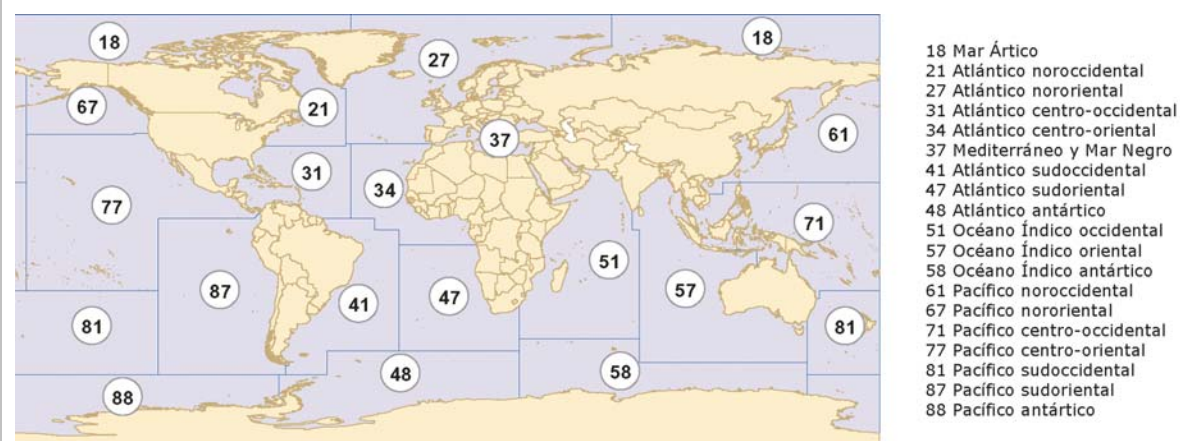 18
18
27
67
21
61
37
31
34
77
71
51
87
57
47
41
81
81
48
58
88
18 Mar Ártico
21 Atlántico noroccidental
27 Atlántico nororiental
31 Atlántico centro-occidental
34 Atlántico centro-oriental
37 Mediterráneo y Mar Negro
41 Atlántico sudoccidental
47 Atlántico sudoriental
48 Atlántico antártico
51 Océano Índico occidental
57 Océano Índico oriental
58 Océano Índico antártico
61 Pacífico noroccidental
67 Pacífico nororiental
71 Pacífico centro-occidental
77 Pacífico centro-oriental
81 Pacífico sudoccidental
87 Pacífico sudoriental
88 Pacífico antártico